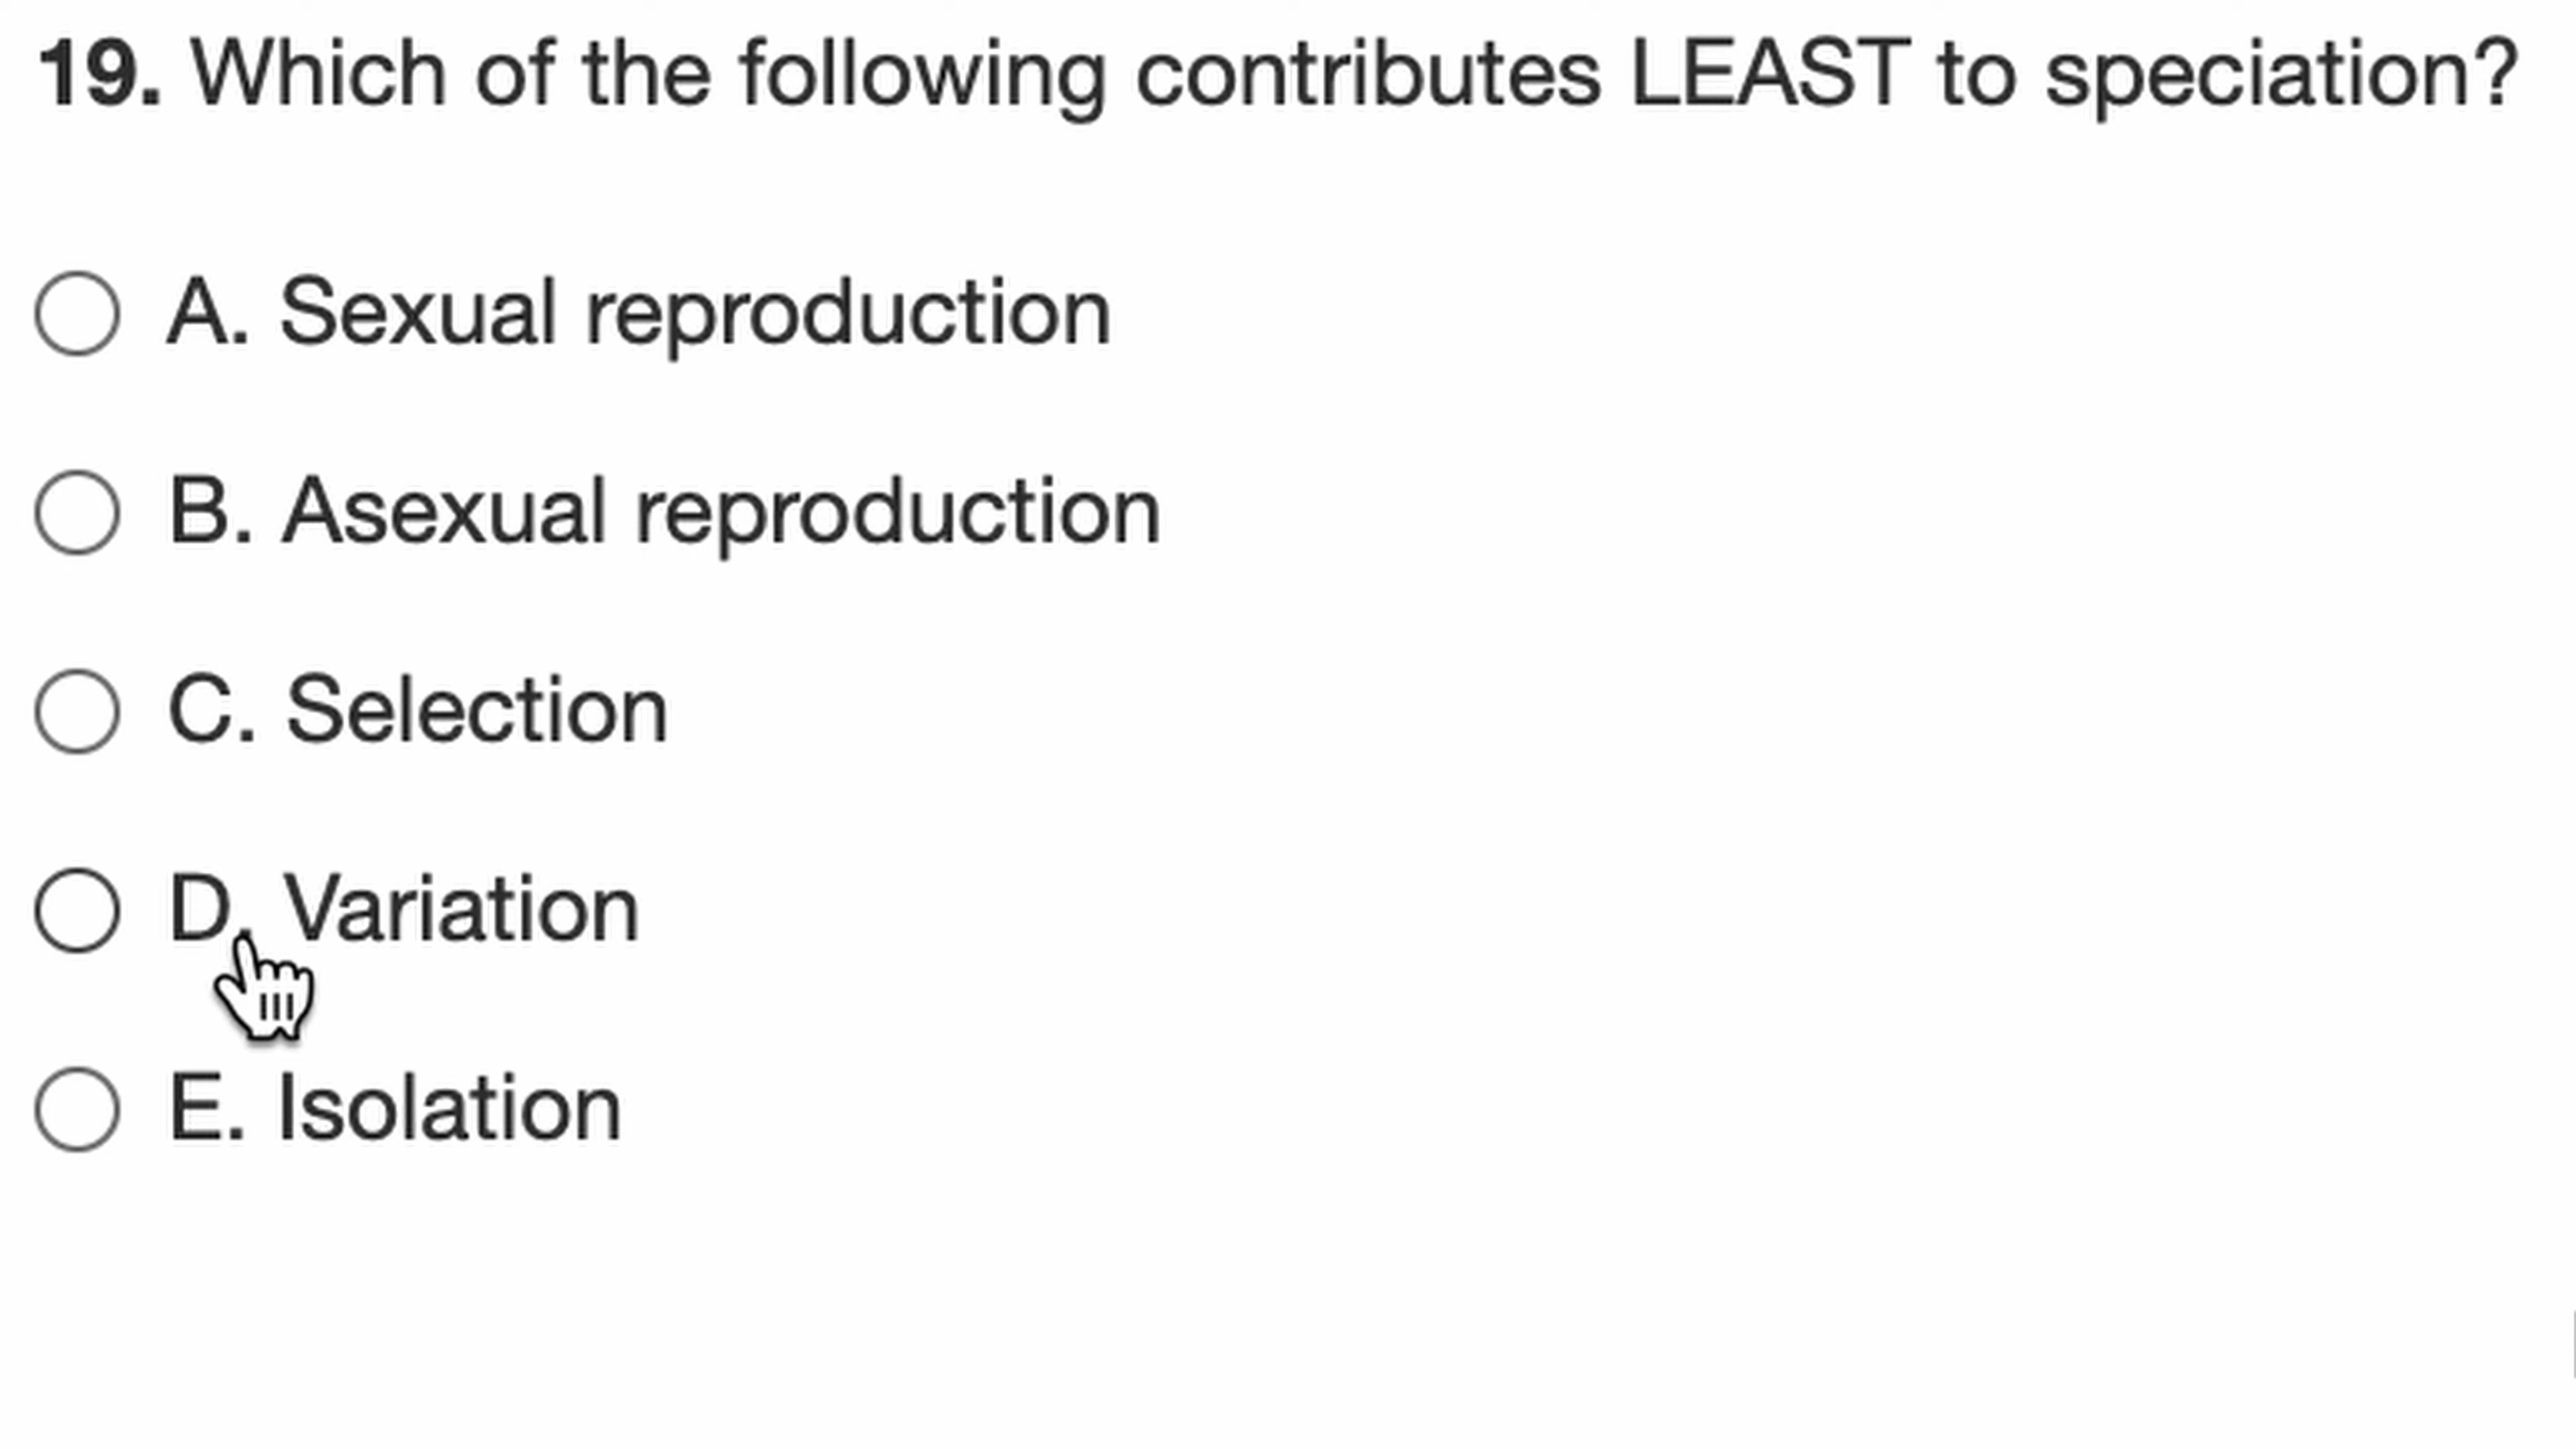 19. Which of the following contributes LEAST to speciation?
A. Sexual reproduction
B. Asexual reproduction
C. Selection
D. Variation
E. Isolation